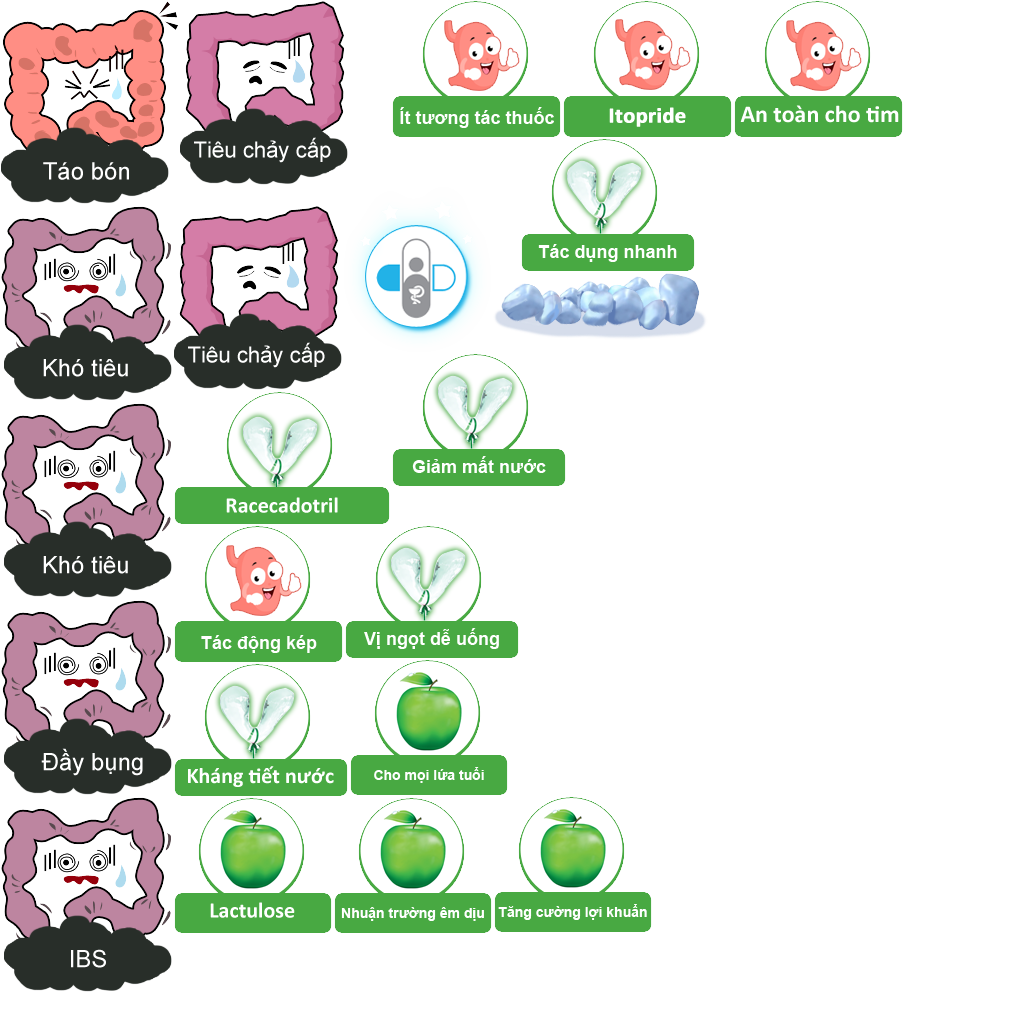 Ít tương tác thuốc
Itopride
An toàn cho tim
Táo bón
Tiêu chảy cấp
Tác dụng nhanh
Khó tiêu
Tiêu chảy cấp
Giảm mất nước
Racecadotril
Khó tiêu
Tác động kép
Vị ngọt dễ uống
Đầy bụng
Kháng tiết nước
Cho mọi lứa tuổi
Lactulose
Nhuận trường êm dịu
Tăng cường lợi khuẩn
IBS